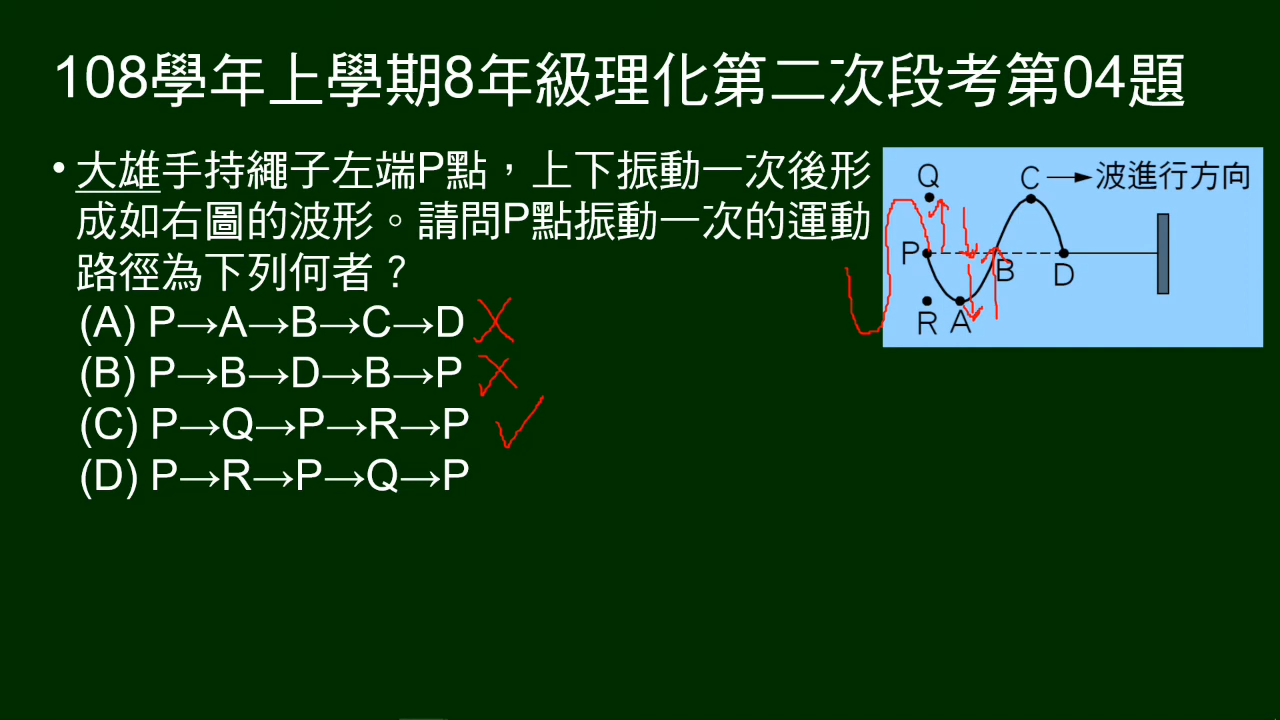 108學年上學期8年級理化第二次段考第04題
• 大雄手持繩子左端P點，上下振動一次後形
成如右圖的波形。請問P點振動一次的運動
路徑為下列何者？
(A) P→A→B→C→D
(B) P→B→D→B→P
(C) P→Q→P→R→P
(D) P→R→P→Q→P
Q
C
波進行方向
P
B
D
R
A